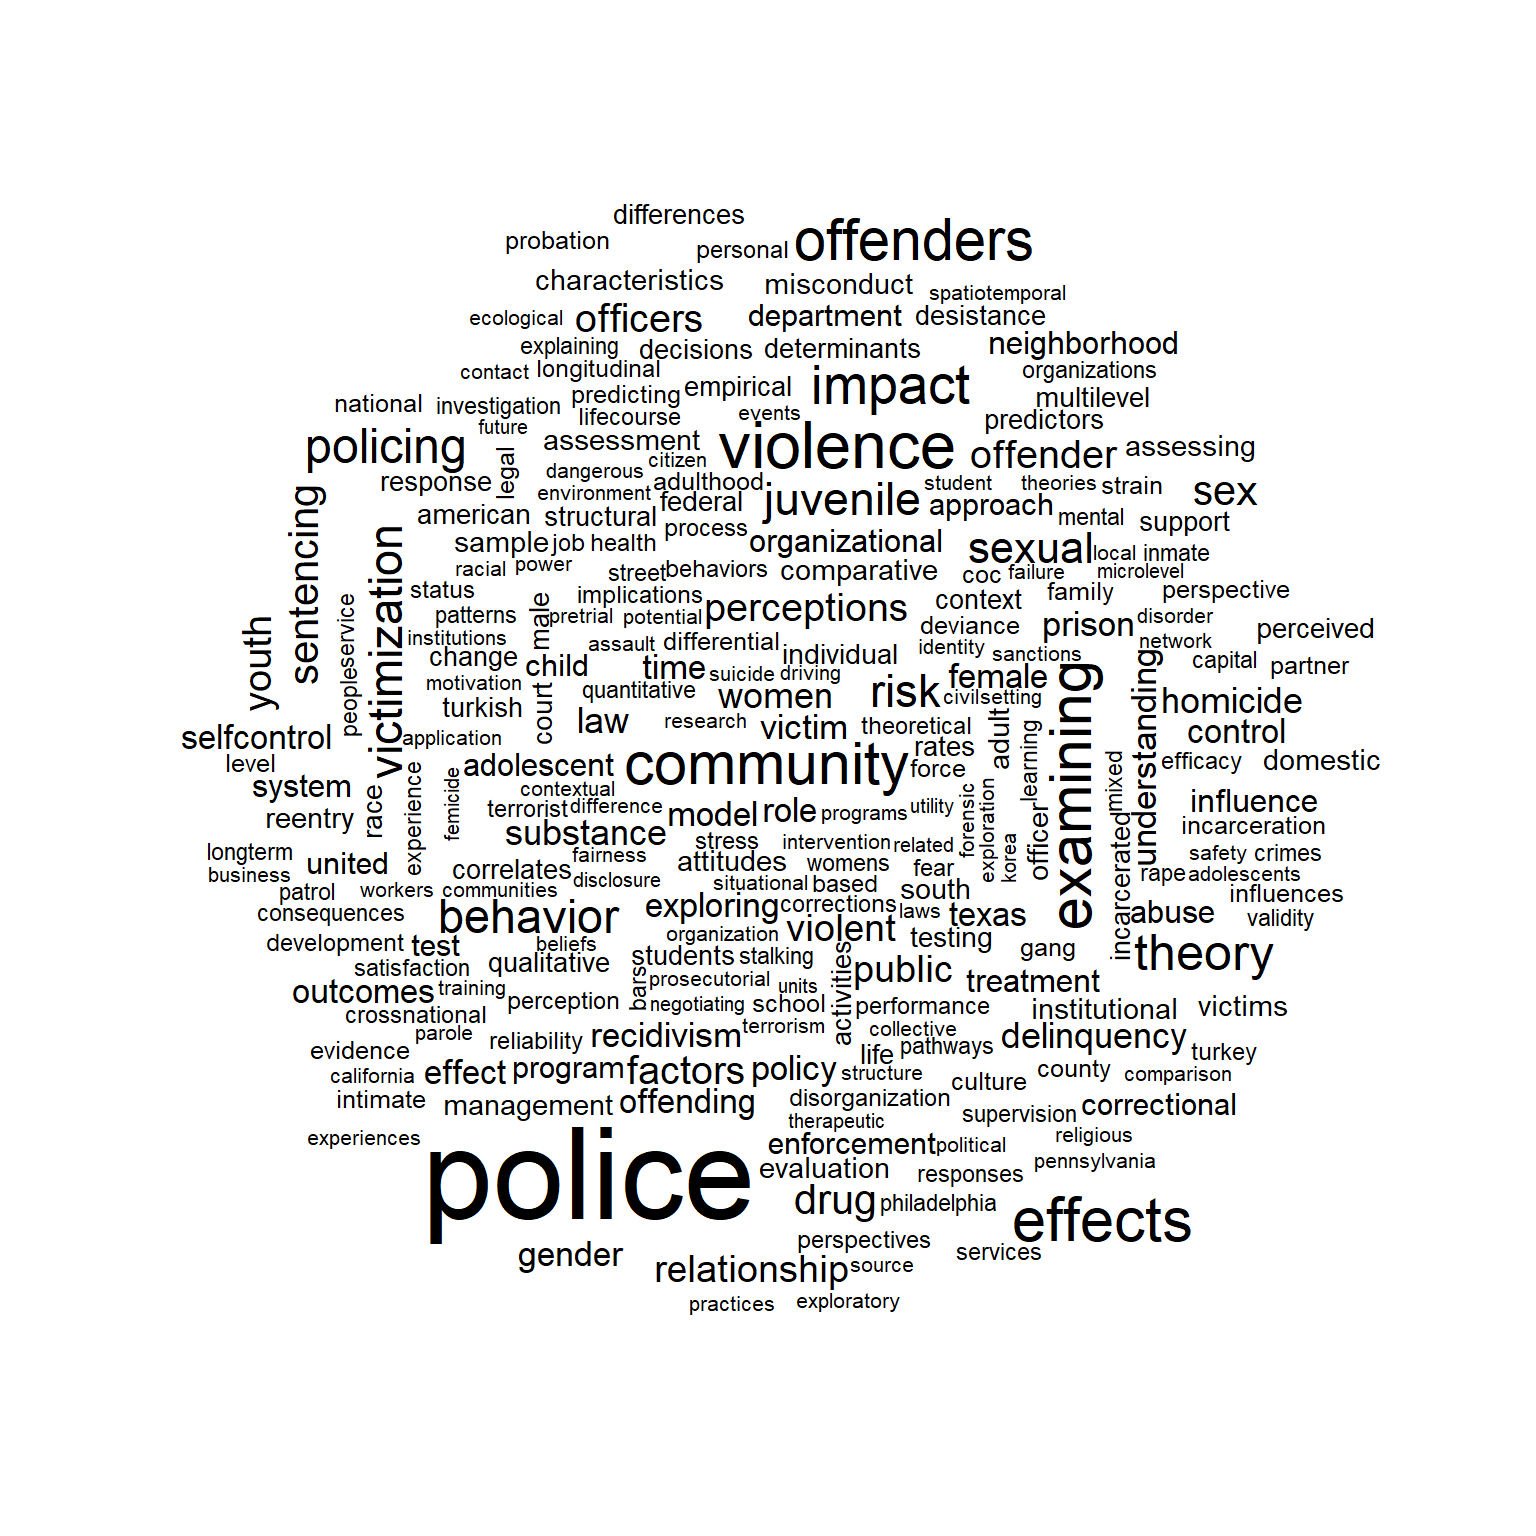 differences
probation
personal
offenders
characteristics
misconduct
spatiotemporal
ecological
officers
department
desistance
explaining
decisions
determinants
neighborhood
contact
longitudinal
organizations
national
investigation
predicting
empirical
impact
multilevel
future
lifecourse
events
predictors
policing
legal
assessment
citizen
violence
offender
assessing
response
dangerous
environment
adulthood
juvenile
student
theories
strain
sex
sentencing
american
structural
federal
approach
mental
support
victimization
sample
job
health
process
organizational
sexual
local
inmate
racial
power
street
behaviors
comparative
coc
failure
microlevel
status
implications
context
family
perspective
youth
peopleservice
patterns
male
pretrial
potential
perceptions
deviance
prison
disorder
institutions
assault
differential
identity
network
perceived
change
child
time
individual
sanctions
capital
partner
motivation
quantitative
suicide
driving
female
examining
understanding
turkish
court
women
risk
civilsetting
homicide
selfcontrol
application
law
research
victim
theoretical
adult
learning
control
level
adolescent
community
rates
force
efficacy
domestic
system
experience
femicide
contextual
mixed
reentry
race
terrorist
difference
model
role
programs
utility
forensic
exploration
korea
officer
influence
substance
stress
intervention
related
incarcerated
incarceration
longterm
united
fairness
attitudes
womens
fear
safety
crimes
business
correlates
disclosure
situational
based
south
rape
adolescents
patrol
workers
communities
influences
consequences
behavior
exploring
corrections
laws
texas
abuse
validity
development
test
beliefs
organization
violent
testing
gang
theory
satisfaction
qualitative
students
stalking
activities
public
outcomes
training
bars
prosecutorial
units
treatment
crossnational
perception
negotiating
school
performance
institutional
victims
parole
reliability
recidivism
terrorism
collective
delinquency
evidence
life
pathways
turkey
california
effect
program
factors
policy
structure
culture
county
comparison
intimate
management
offending
disorganization
supervision
correctional
therapeutic
experiences
police
enforcement
political
religious
evaluation
responses
pennsylvania
drug
philadelphia
effects
gender
perspectives
services
relationship
source
practices
exploratory